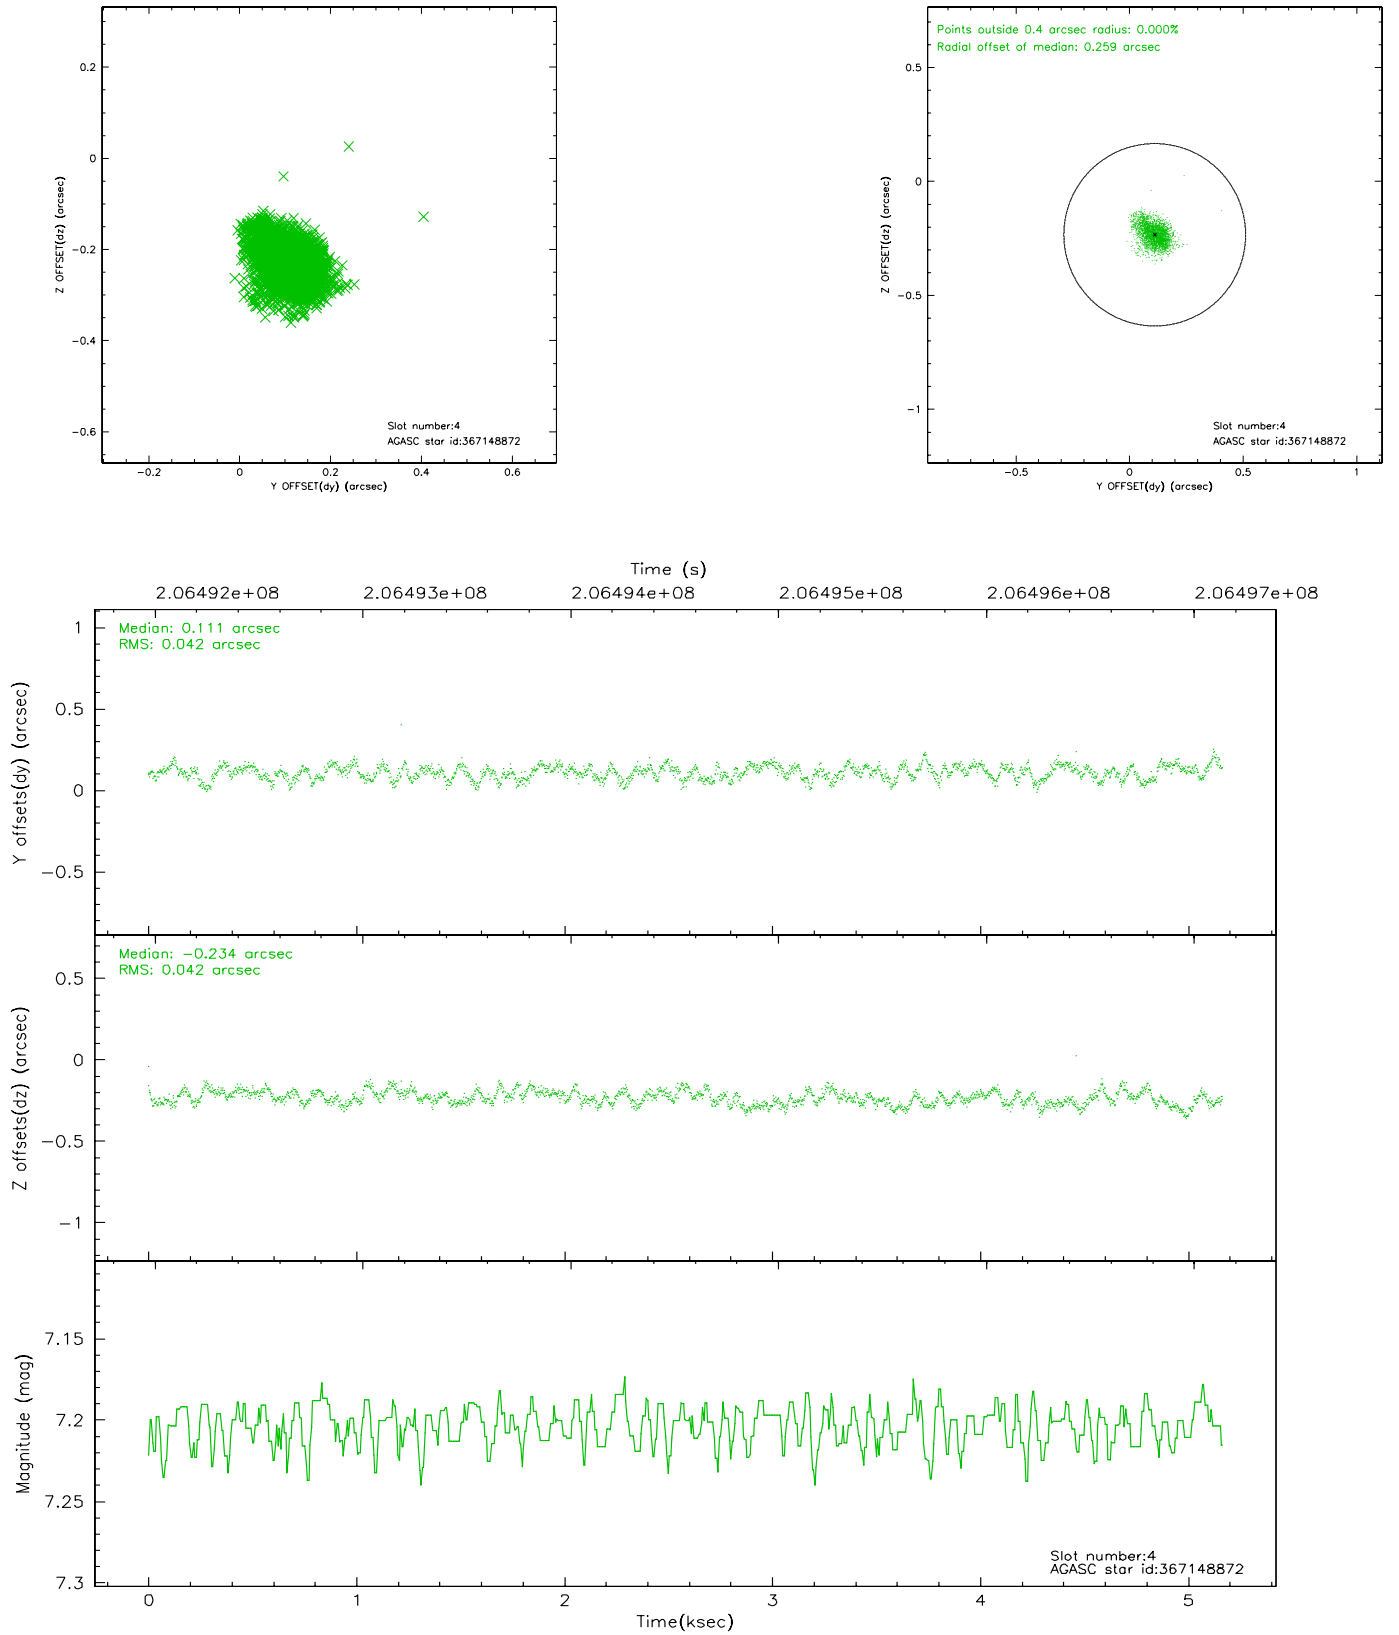 0.2
0
−0.2
−0.4
−0.6
Z OFFSET(dz) (arcsec)
Slot number:4
AGASC star id:367148872
−0.2 0 0.2 0.4 0.6
Y OFFSET(dy) (arcsec)
Points outside 0.4 arcsec radius: 0.000%
Radial offset of median: 0.259 arcsec
0.5
0
−0.5
−1
Z OFFSET(dz) (arcsec)
Slot number:4
AGASC star id:367148872
−0.5 0 0.5 1
Y OFFSET(dy) (arcsec)
Time (s)
2.06492e+08 2.06493e+08 2.06494e+08 2.06495e+08 2.06496e+08 2.06497e+08
Median: 0.111 arcsec
RMS: 0.042 arcsec
1
0.5
0
−0.5
Y offsets(dy) (arcsec)
Median: −0.234 arcsec
RMS: 0.042 arcsec
0.5
0
−0.5
−1
Z offsets(dz) (arcsec)
7.15
7.2
7.25
7.3
Magnitude (mag)
Slot number:4
AGASC star id:367148872
0 1 2 3 4 5
Time(ksec)